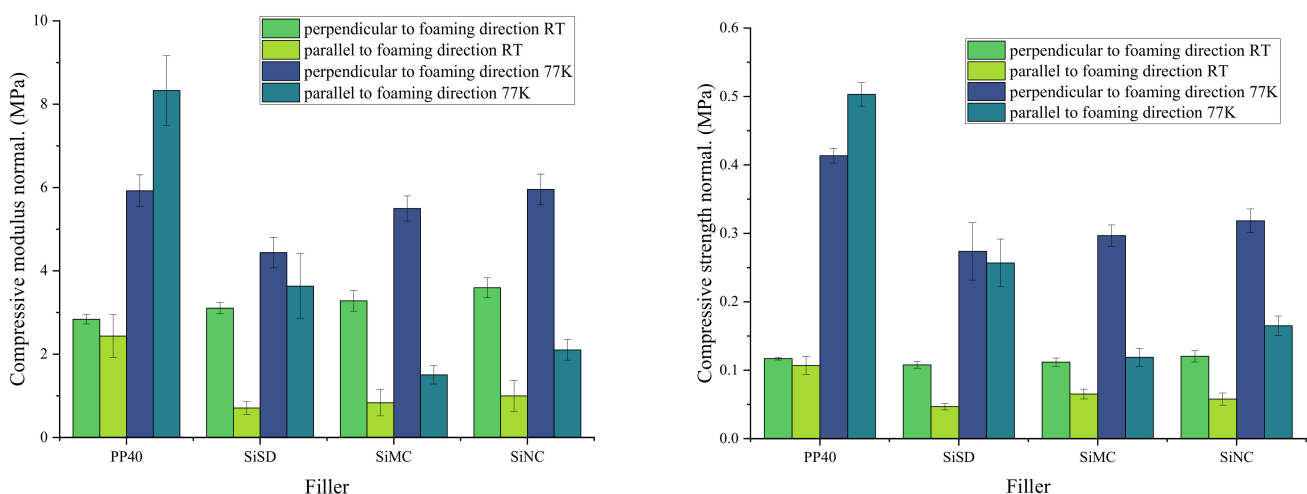 Compressive modulus normal. (MPa)
10
8
6
4
2
0
perpendicular to foaming direction RT
parallel to foaming direction RT
perpendicular to foaming direction 77K
parallel to foaming direction 77K
PP40 SiSD SiMC SiNC
Filler
Compressive strength normal. (MPa)
0.6
0.5
0.4
0.3
0.2
0.1
0.0
perpendicular to foaming direction RT
parallel to foaming direction RT
perpendicular to foaming direction 77K
parallel to foaming direction 77K
PP40 SiSD SiMC SiNC
Filler